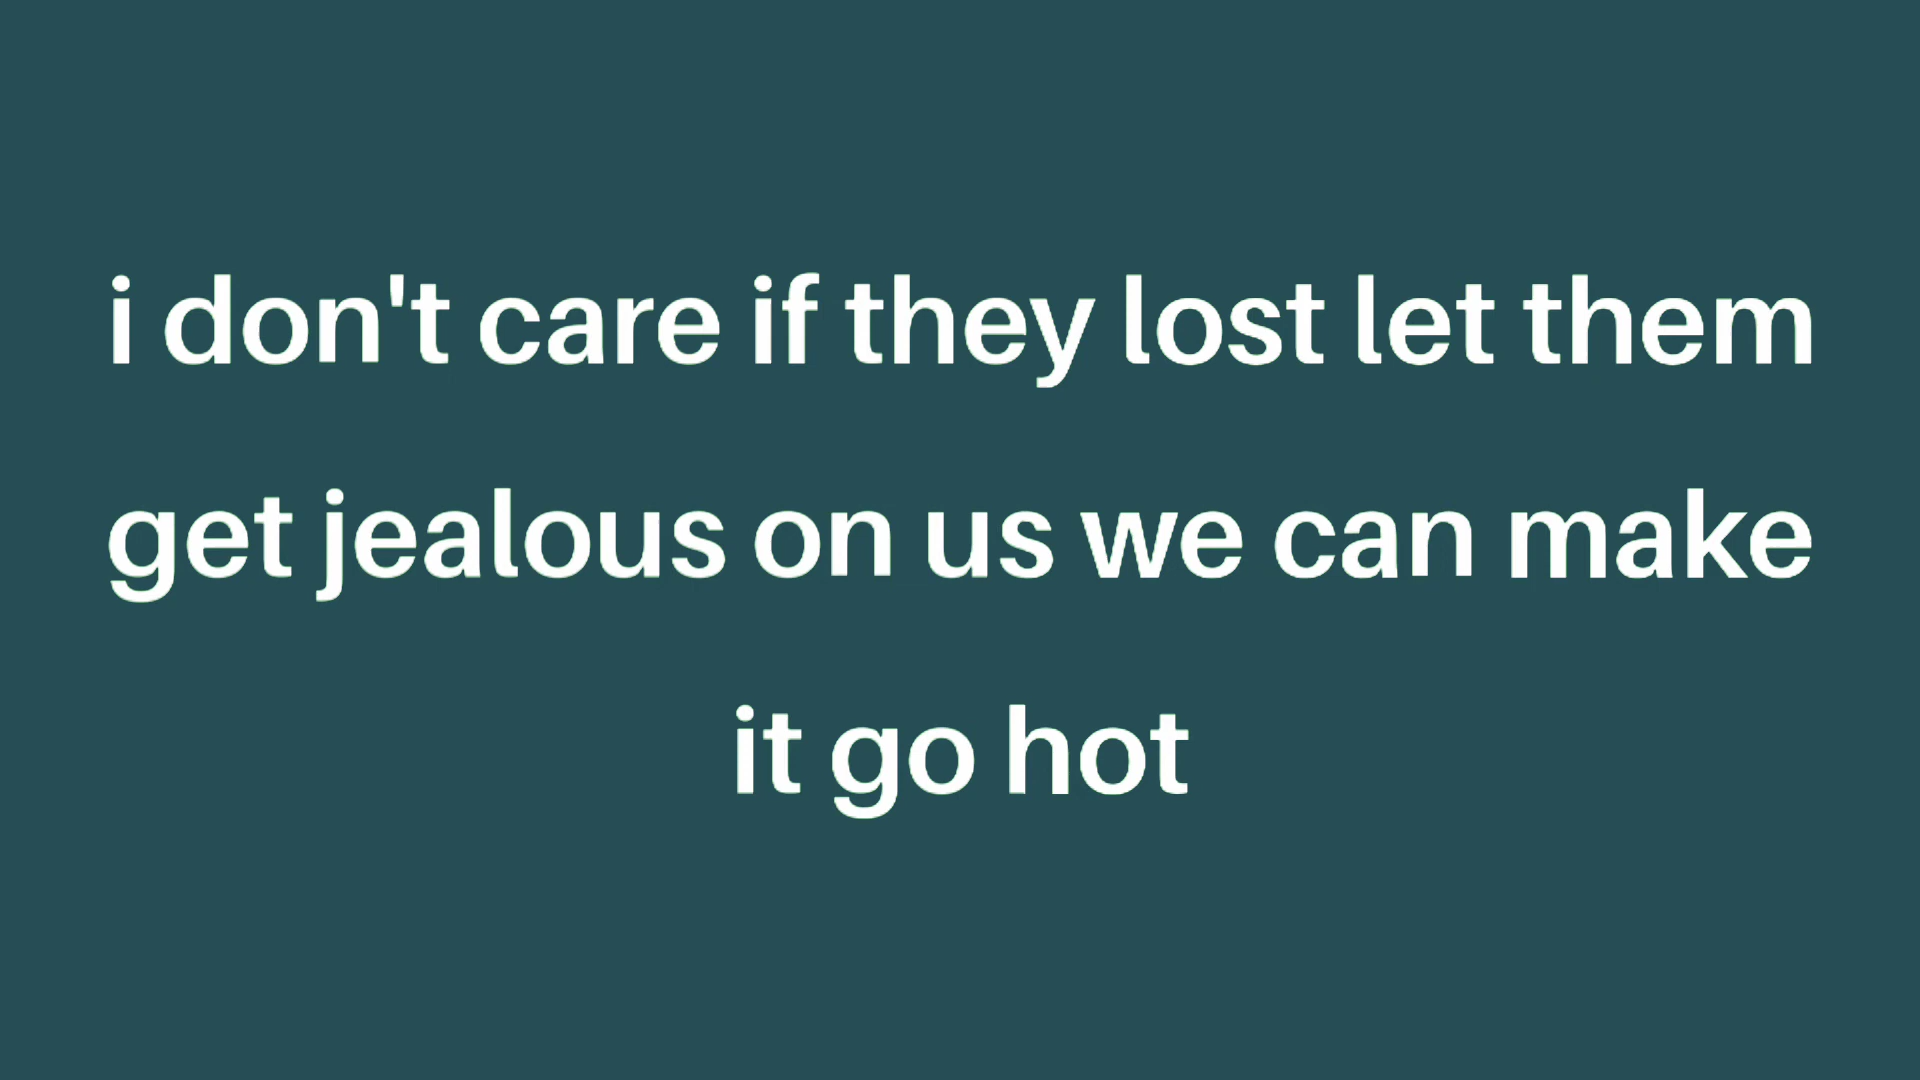 i don't care if they lost let them
get jealous on us we can make
it go hot